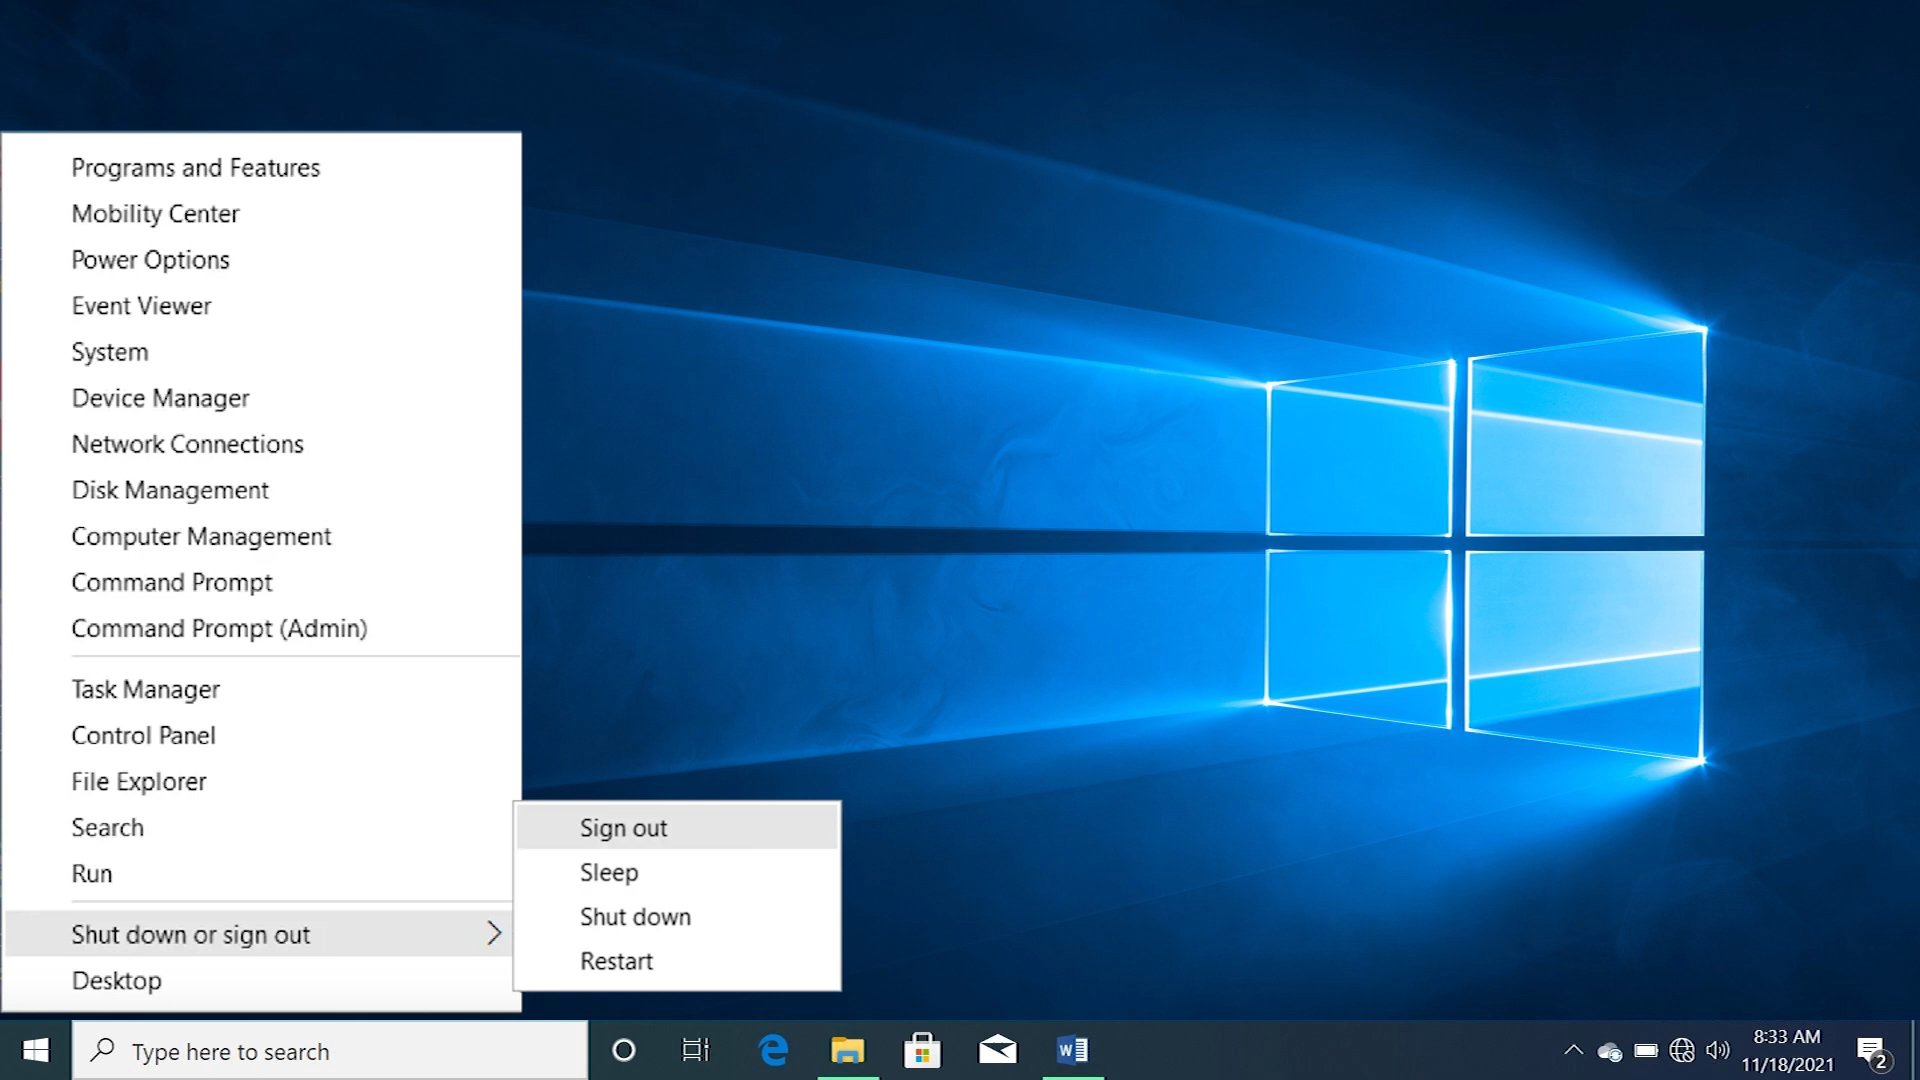 Programs and Features
Mobility Center
Power Options
Event Viewer
System
Device Manager
Network Connections
Disk Management
Computer Management
Command Prompt
Command Prompt (Admin)
Task Manager
Control Panel
File Explorer
Search
Run
Shut down or sign out
Desktop
Sign out
Sleep
Shut down
Restart
Type here to search
W
8:33 AM
11/18/2021
2